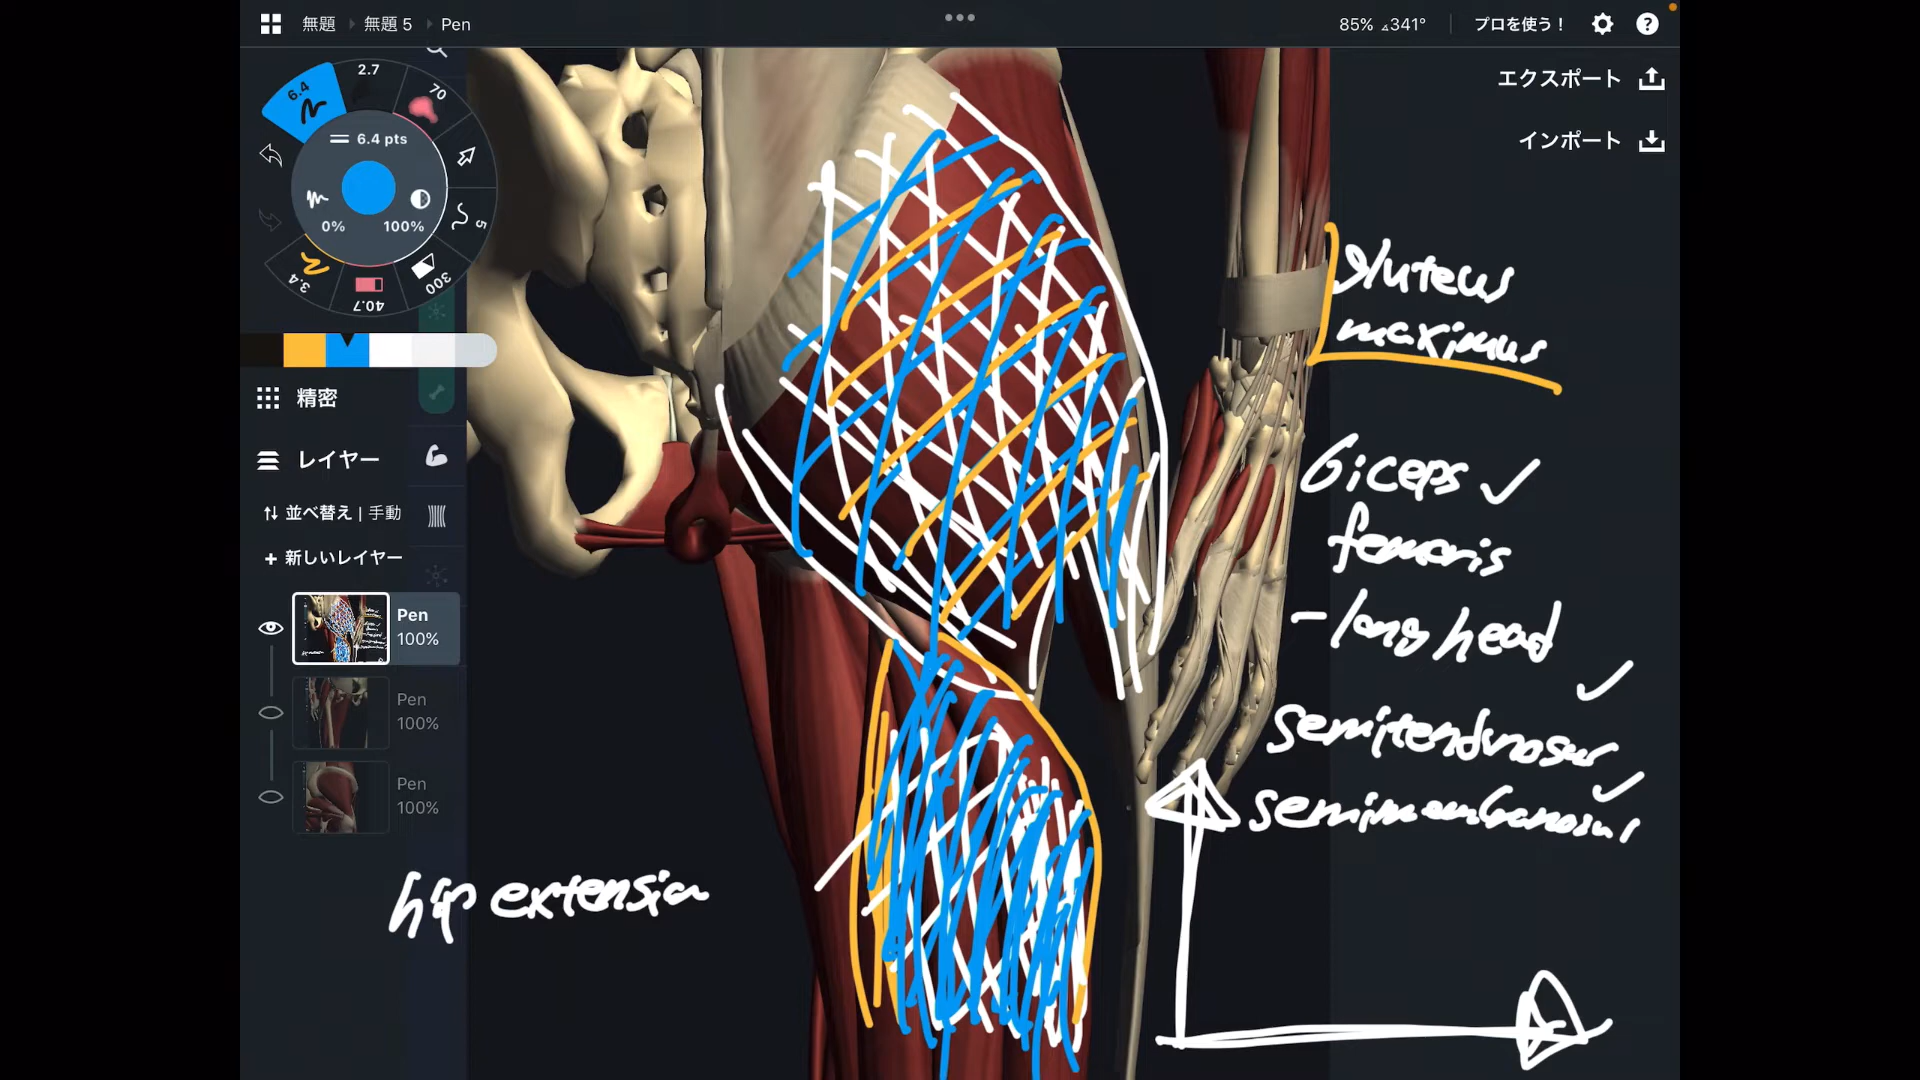 無題 無題 5 Pen
85% ⊿341°
プロを使う！
エクスポート
インポート
2.7
6.4
70
6.4 pts
0% 100%
5
3.4
40.7
300
精密
レイヤー
並べ替え | 手動
+ 新しいレイヤー
Pen
100%
Pen
100%
Pen
100%
gluteus
maximus
biceps ✓
femoris
- long head
✓
semitendinosus
✓
semimembranosus
hip extension